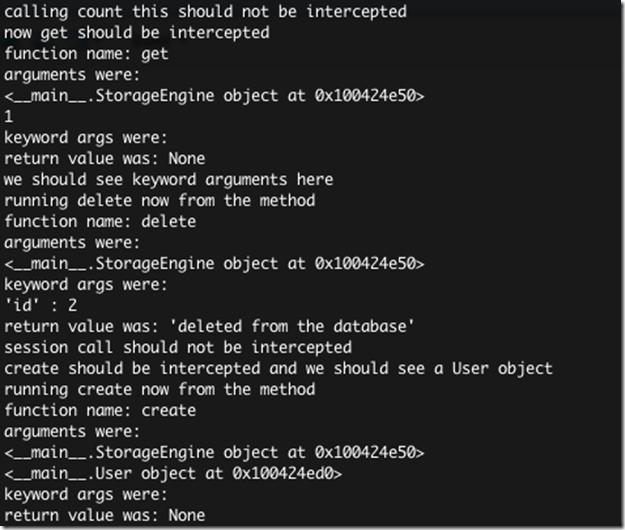 calling count this should not be intercepted
now get should be intercepted
function name: get
arguments were:
<__main__.StorageEngine object at 0x100424e50>
1
keyword args were:
return value was: None
we should see keyword arguments here
running delete now from the method
function name: delete
arguments were:
<__main__.StorageEngine object at 0x100424e50>
keyword args were:
'id' : 2
return value was: 'deleted from the database'
session call should not be intercepted
create should be intercepted and we should see a User object
running create now from the method
function name: create
arguments were:
<__main__.StorageEngine object at 0x100424e50>
<__main__.User object at 0x100424ed0>
keyword args were:
return value was: None